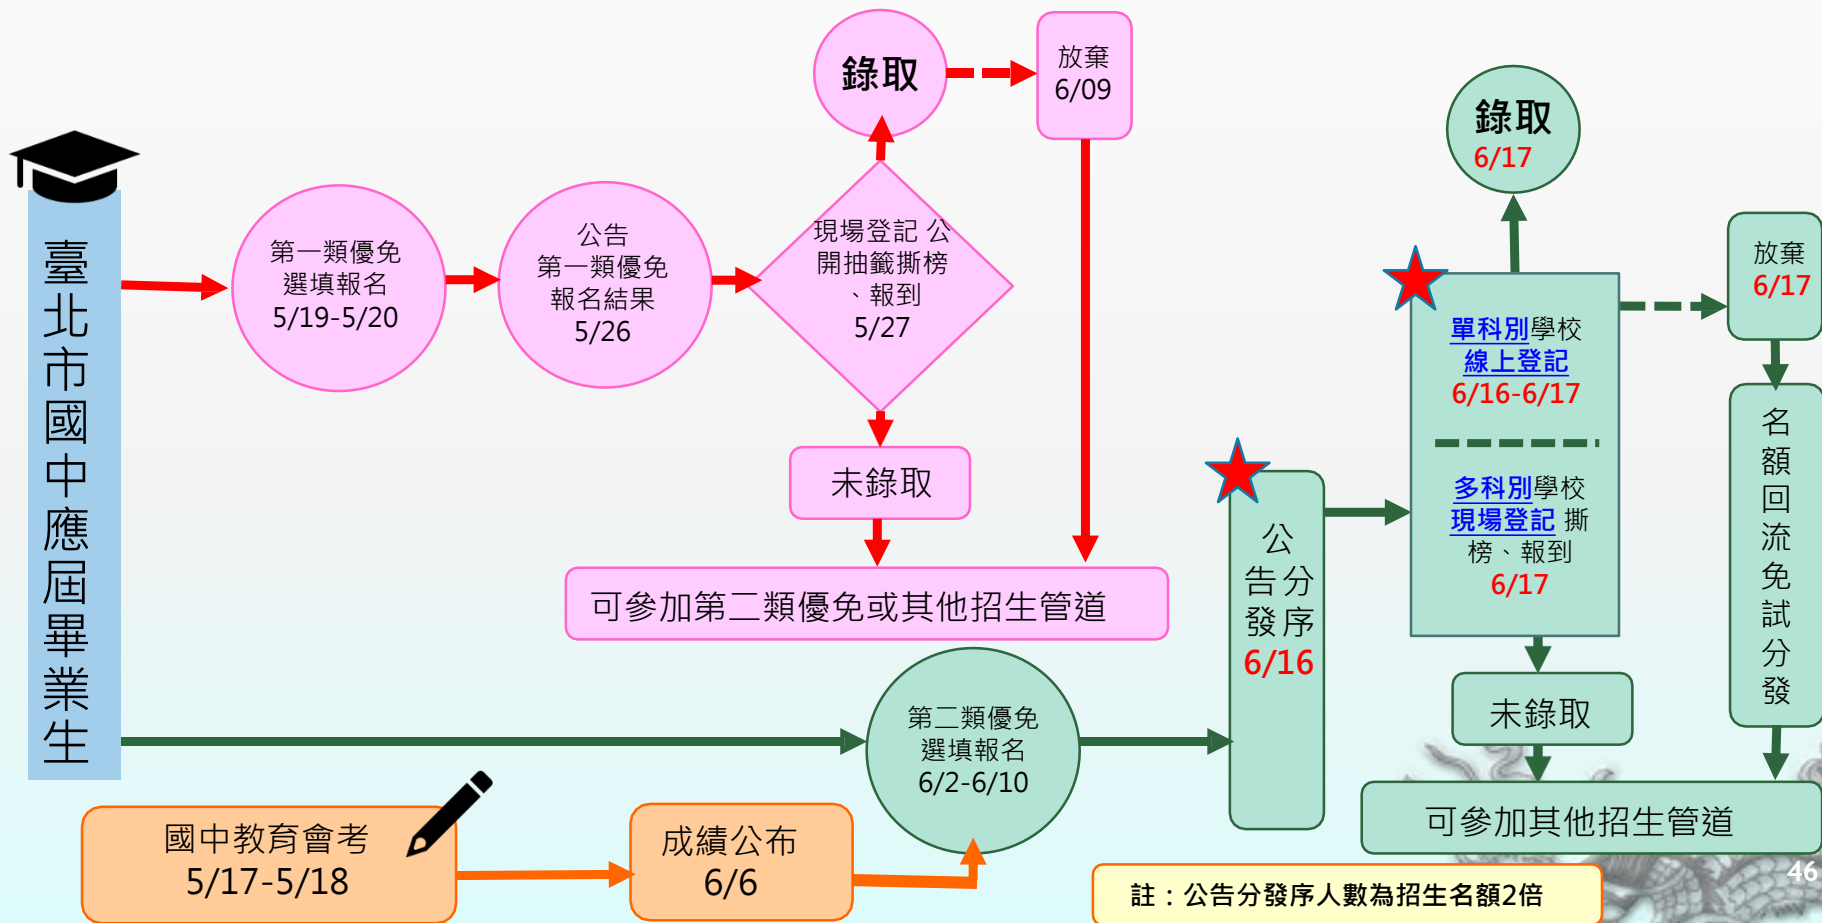 臺北市國中應屆畢業生
第一類優免
選填報名
5/19-5/20
公告
第一類優免
報名結果
5/26
現場登記 公
開抽籤撕榜
、報到
5/27
錄取
放棄
6/09
未錄取
可參加第二類優免或其他招生管道
國中教育會考
5/17-5/18
成績公布
6/6
第二類優免
選填報名
6/2-6/10
公
告分
發序
6/16
單科別學校
線上登記
6/16-6/17
多科別學校
現場登記 撕
榜、報到
6/17
錄取
6/17
放棄
6/17
名額回流免試分發
未錄取
可參加其他招生管道
註：公告分發序人數為招生名額2倍
46